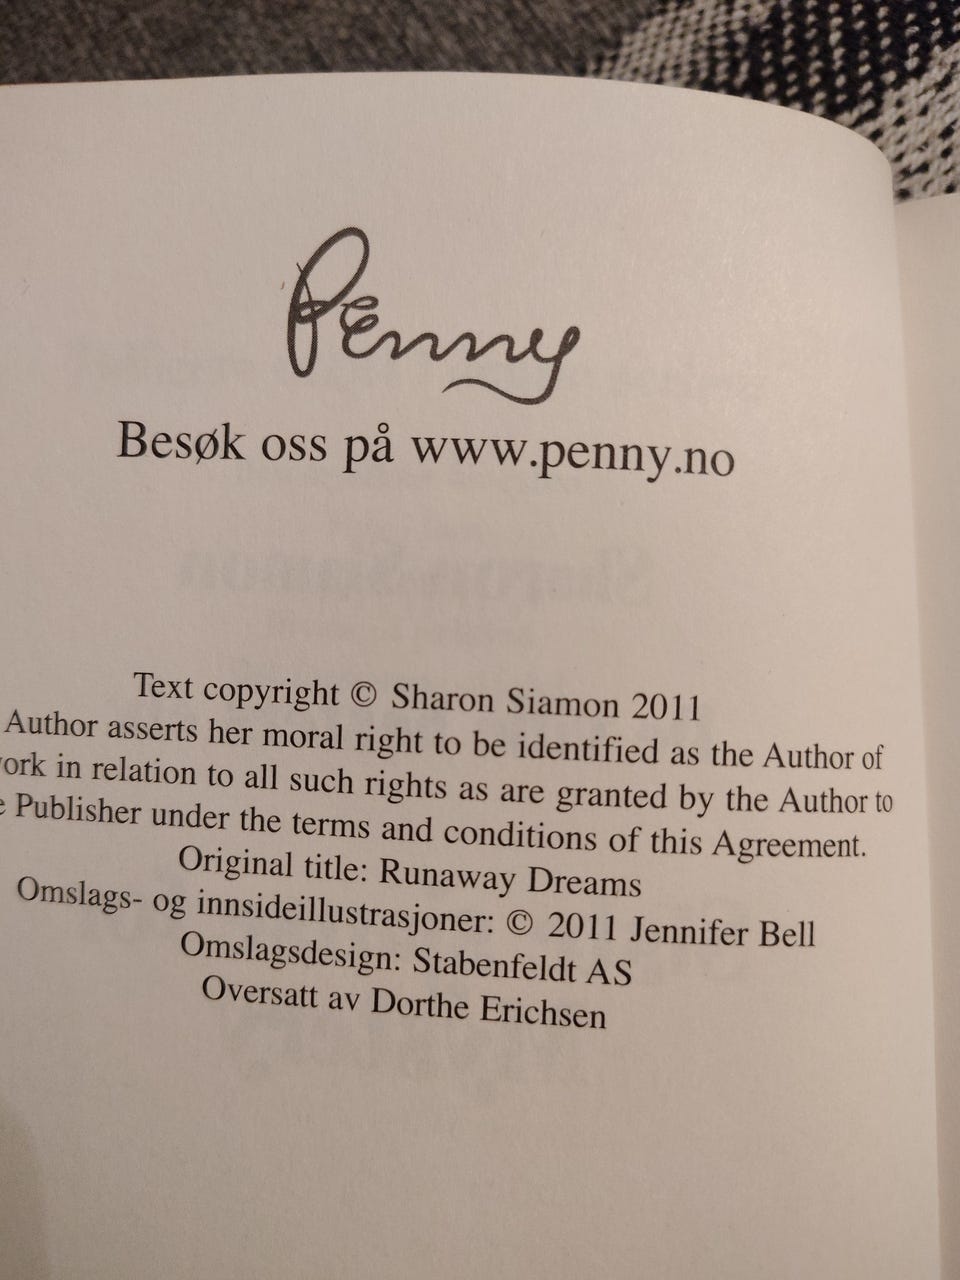 Penny
Besøk oss på www.penny.no
Text copyright © Sharon Siamon 2011
Author asserts her moral right to be identified as the Author of
in relation to all such rights as are granted by the Author to
Publisher under the terms and conditions of this Agreement.
Original title: Runaway Dreams
Omslags- og innsideillustrasjoner: © 2011 Jennifer Bell
Omslagsdesign: Stabenfeldt AS
Oversatt av Dorthe Erichsen